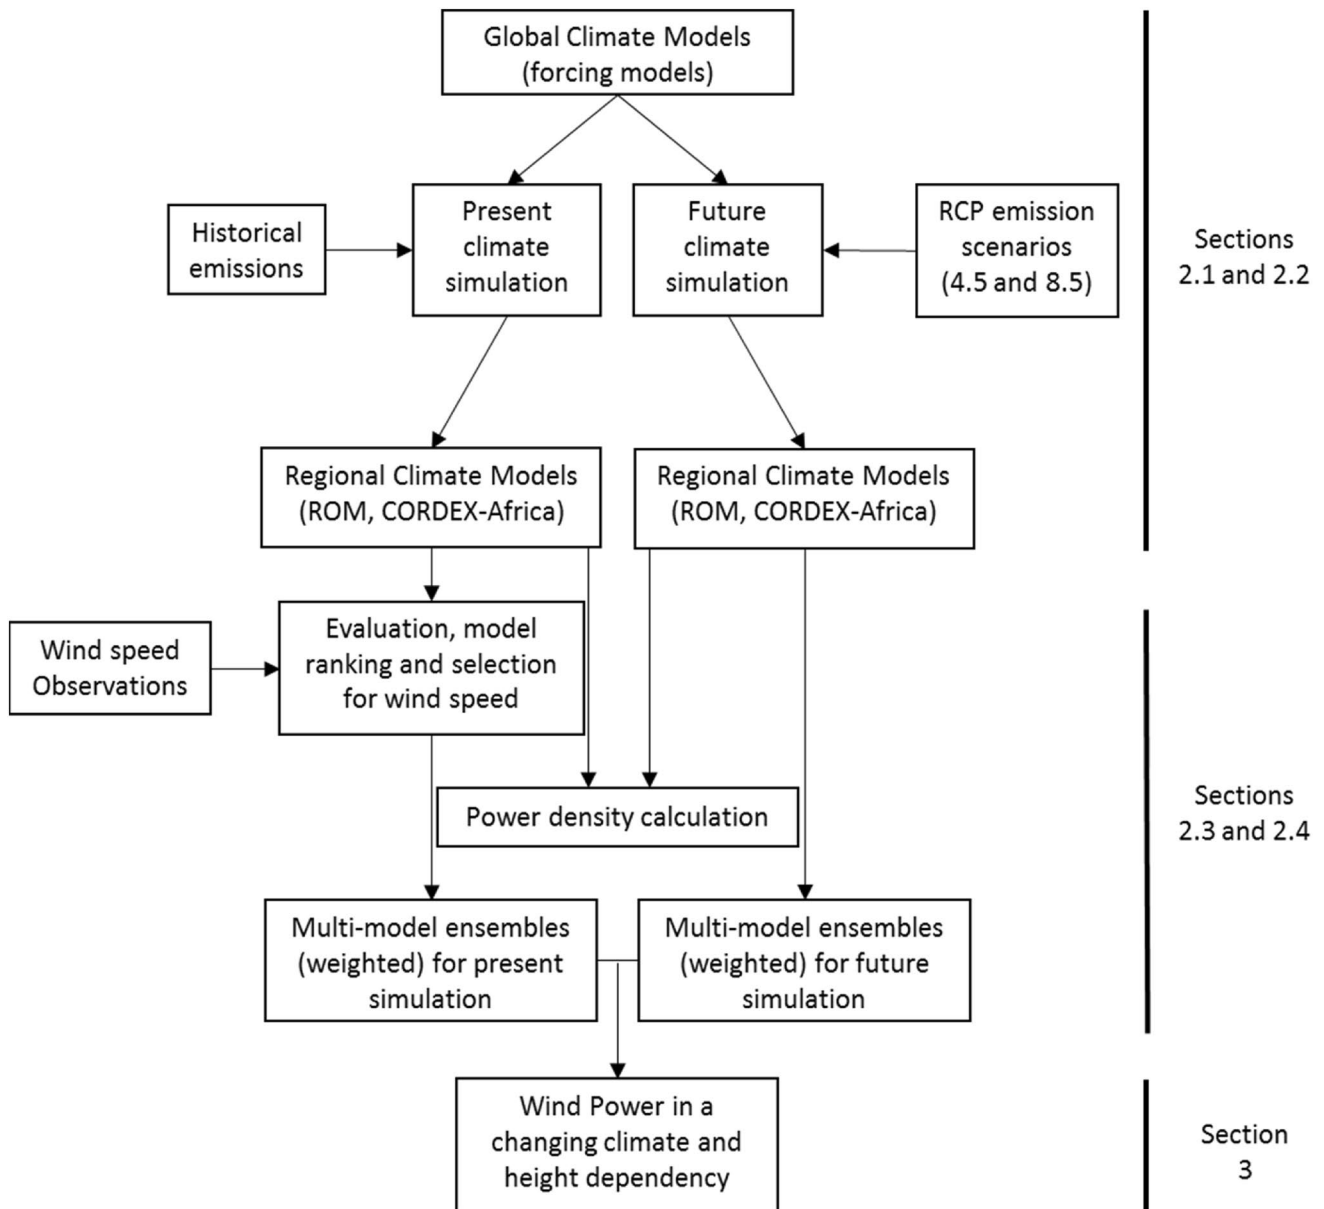 Global Climate Models
(forcing models)
Historical
emissions
Present
climate
simulation
Future
climate
simulation
RCP emission
scenarios
(4.5 and 8.5)
Sections
2.1 and 2.2
Regional Climate Models
(ROM, CORDEX-Africa)
Regional Climate Models
(ROM, CORDEX-Africa)
Wind speed
Observations
Evaluation, model
ranking and selection
for wind speed
Power density calculation
Sections
2.3 and 2.4
Multi-model ensembles
(weighted) for present
simulation
Multi-model ensembles
(weighted) for future
simulation
Wind Power in a
changing climate and
height dependency
Section
3